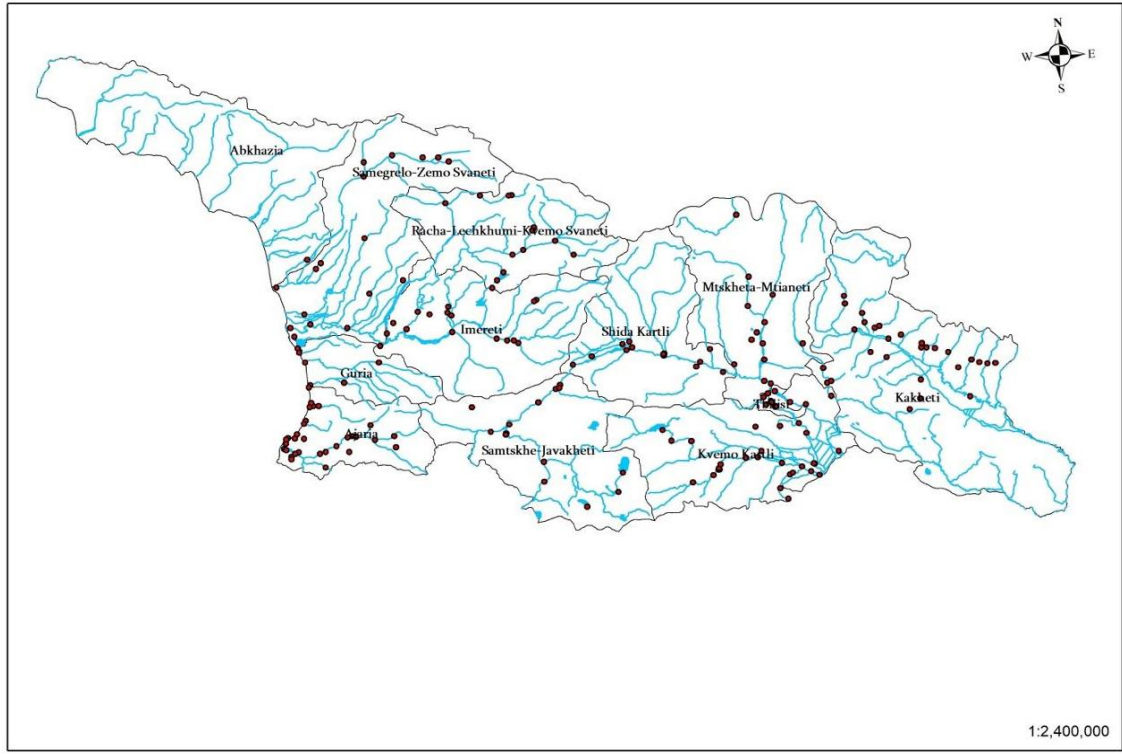 N
W E
S
Abkhazia
Samegrelo-Zemo Svaneti
Racha-Lechkhumi-Kvemo Svaneti
Mtskheta-Mtianeti
Imereti
Shida Kartli
Guria
Kakheti
Tbilisi
Ajaria
Samtskhe-Javakheti
Kvemo Kartli
1:2,400,000